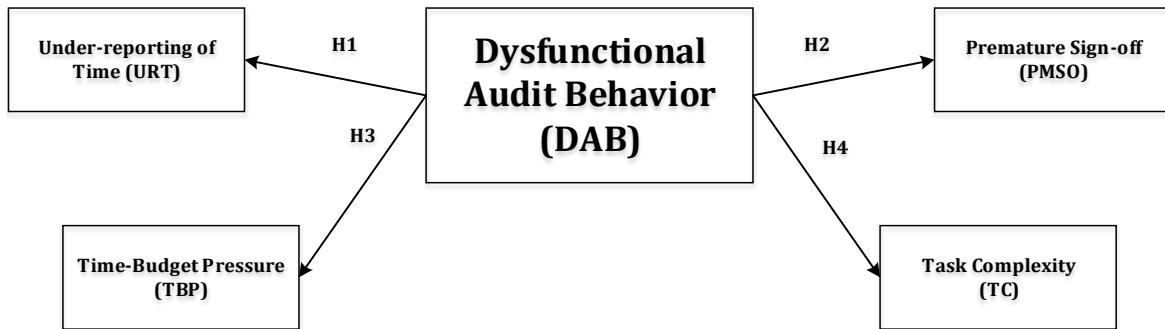 Under-reporting of
Time (URT)
H1
Dysfunctional
Audit Behavior
(DAB)
H2
Premature Sign-off
(PMSO)
H3
H4
Time-Budget Pressure
(TBP)
Task Complexity
(TC)